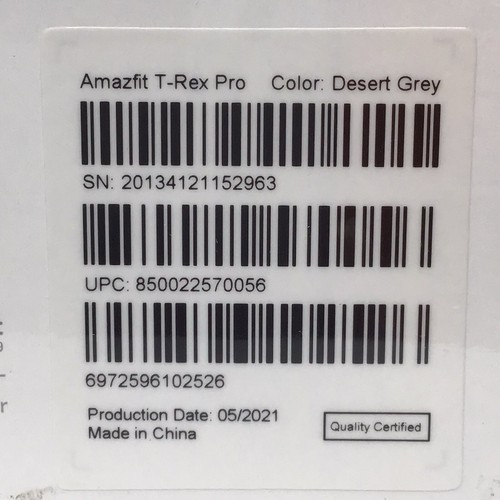 Amazfit T-Rex Pro Color: Desert Grey
SN: 20134121152963
UPC: 850022570056
6972596102526
Production Date: 05/2021
Made in China
Quality Certified